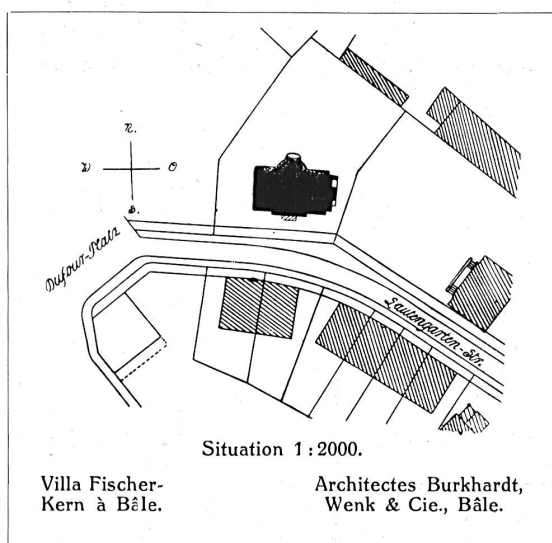 N.
W O
S.
Dufour-Platz
Lautengarten-Str.
Situation 1 : 2000.
Villa Fischer-
Kern à Bâle.
Architectes Burkhardt,
Wenk & Cie., Bâle.